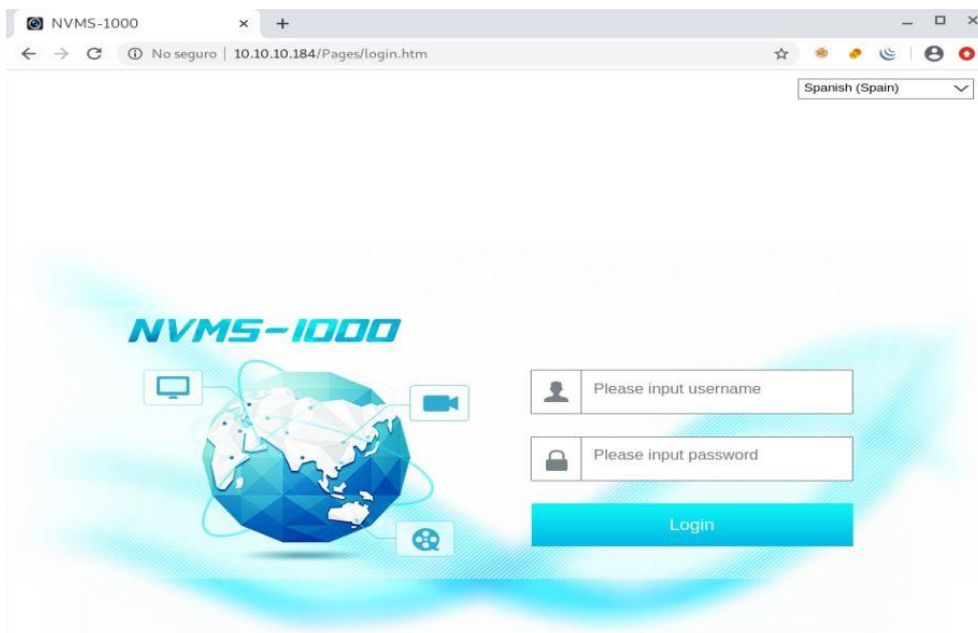 NVMS-1000
No seguro | 10.10.10.184/Pages/login.htm
Spanish (Spain)
NVMS-1000
Please input username
Please input password
Login